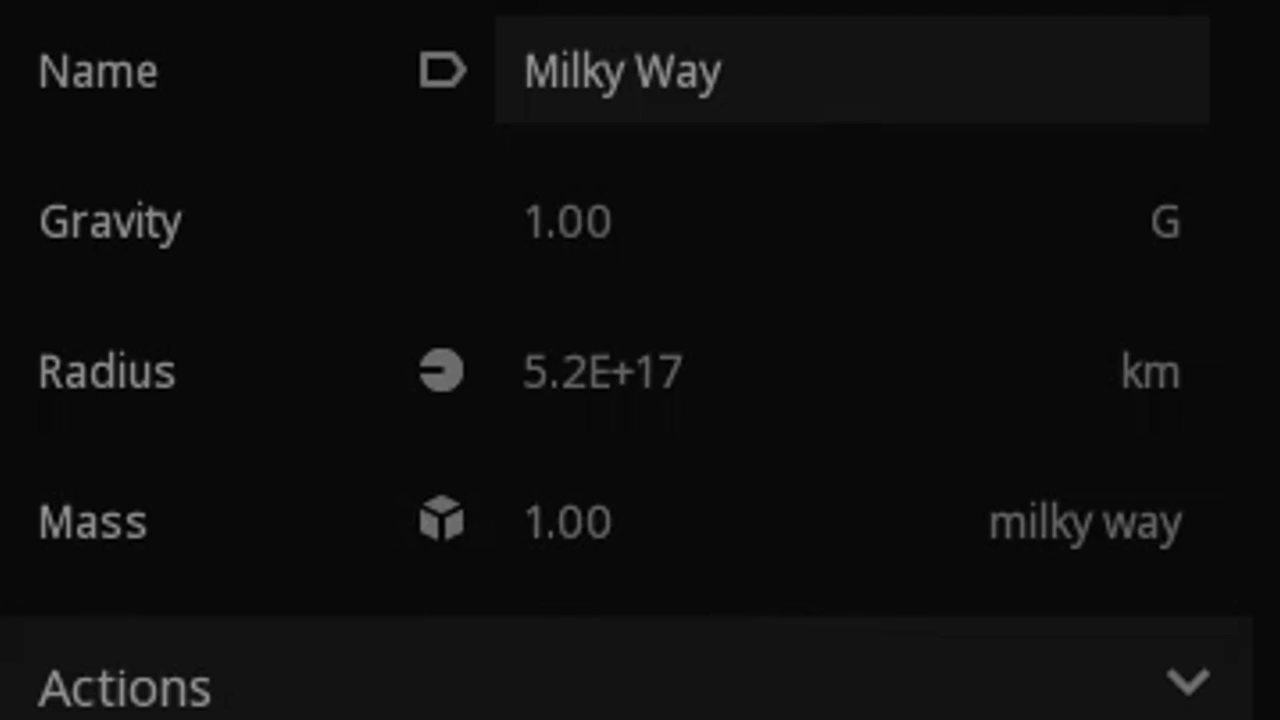 Name Milky Way
Gravity 1.00 G
Radius 5.2E+17 km
Mass 1.00 milky way
Actions